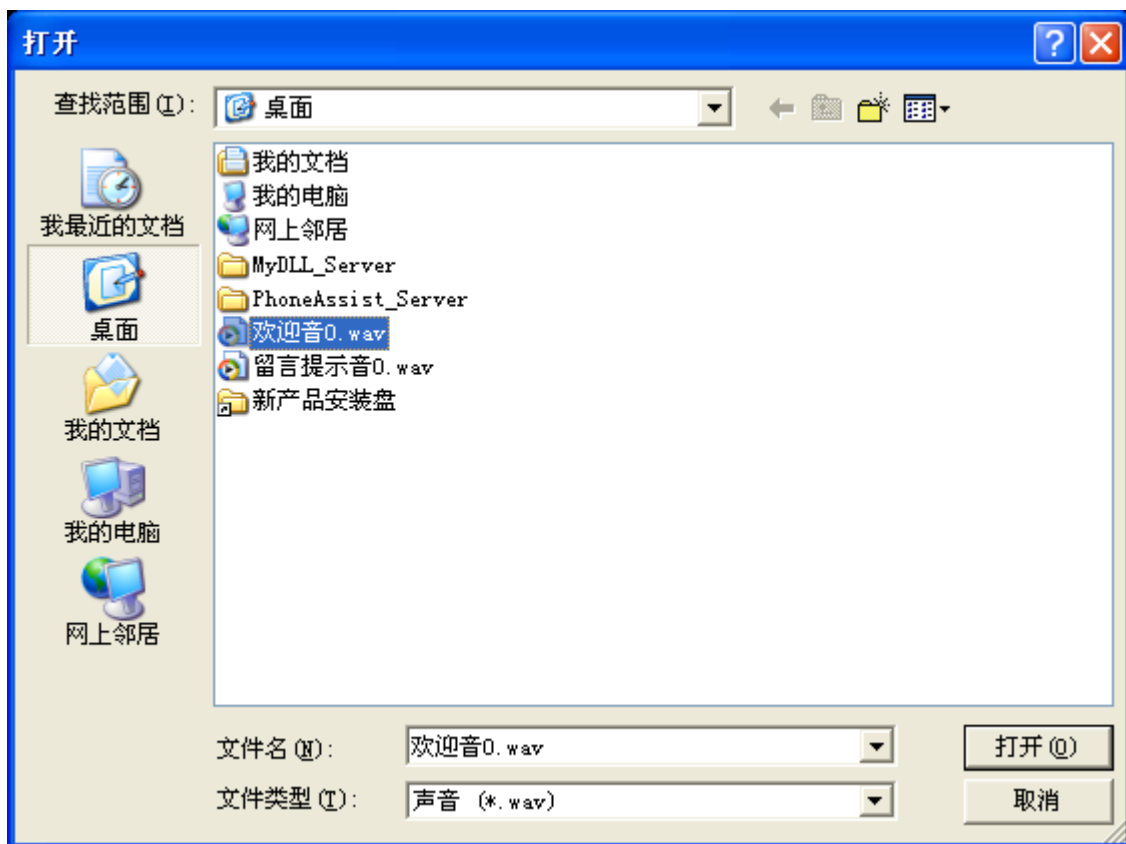 打开
查找范围(I):
桌面
我最近的文档
桌面
我的文档
我的电脑
网上邻居
我的文档
我的电脑
网上邻居
MyDLL_Server
PhoneAssist_Server
欢迎音0.wav
留言提示音0.wav
新产品安装盘
文件名(N):
欢迎音0.wav
打开(O)
文件类型(T):
声音 (*.wav)
取消